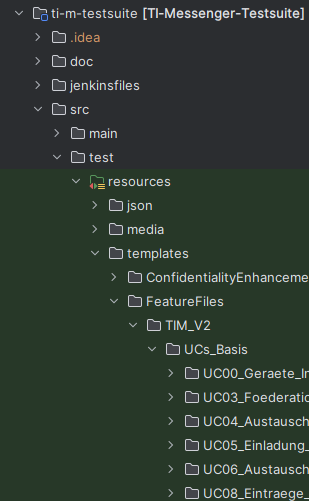 ti-m-testsuite [TI-Messenger-Testsuite]
.idea
doc
jenkinsfiles
src
main
test
resources
json
media
templates
ConfidentialityEnhanceme
FeatureFiles
TIM_V2
UCs_Basis
UC00_Geraete_In
UC03_Foederatio
UC04_Austausch
UC05_Einladung_
UC06_Austausch
UC08_Eintraege_